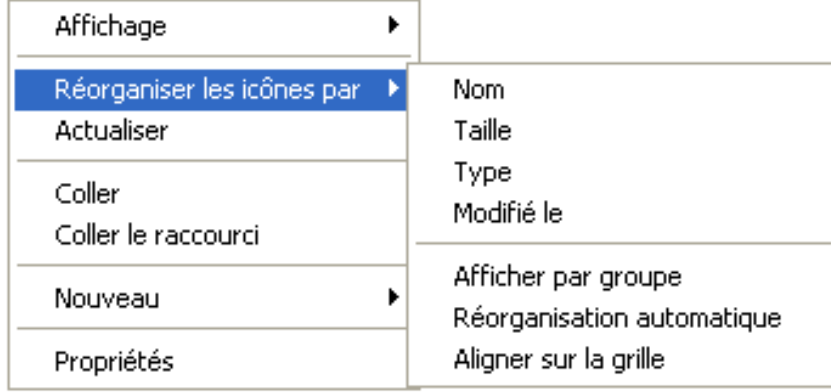 Affichage
Réorganiser les icônes par
Actualiser
Coller
Coller le raccourci
Nouveau
Propriétés
Nom
Taille
Type
Modifié le
Afficher par groupe
Réorganisation automatique
Aligner sur la grille